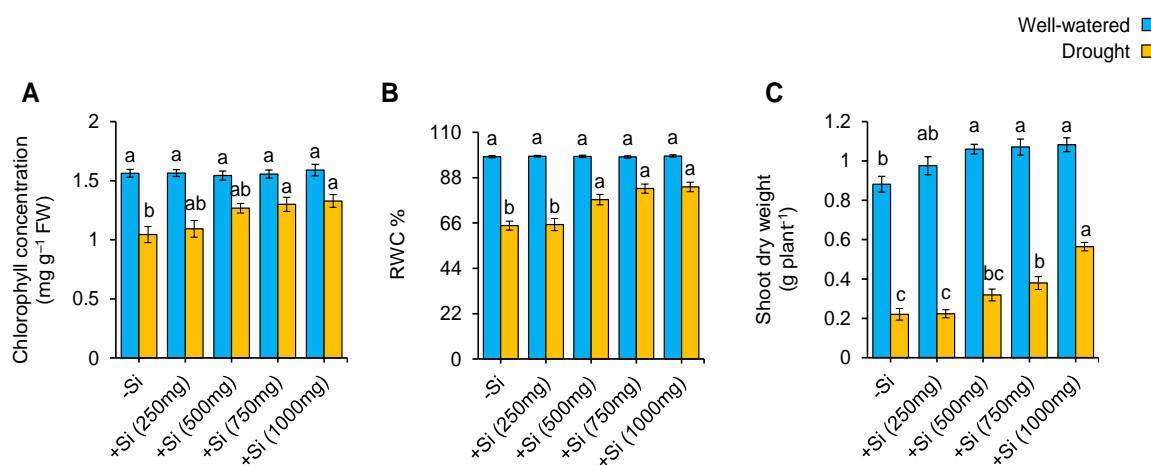 Well-watered
Drought
A
Chlorophyll concentration
(mg g⁻¹ FW)
2
1.5
1
0.5
0
a a a a a
b ab ab a a
-Si
+Si (250mg)
+Si (500mg)
+Si (750mg)
+Si (1000mg)
B
RWC %
110
88
66
44
22
0
a a a a a
b b a a a
-Si
+Si (250mg)
+Si (500mg)
+Si (750mg)
+Si (1000mg)
C
Shoot dry weight
(g plant⁻¹)
1.2
1
0.8
0.6
0.4
0.2
0
b ab a a a
c c bc b a
-Si
+Si (250 mg)
+Si (500mg)
+Si (750mg)
+Si (1000mg)